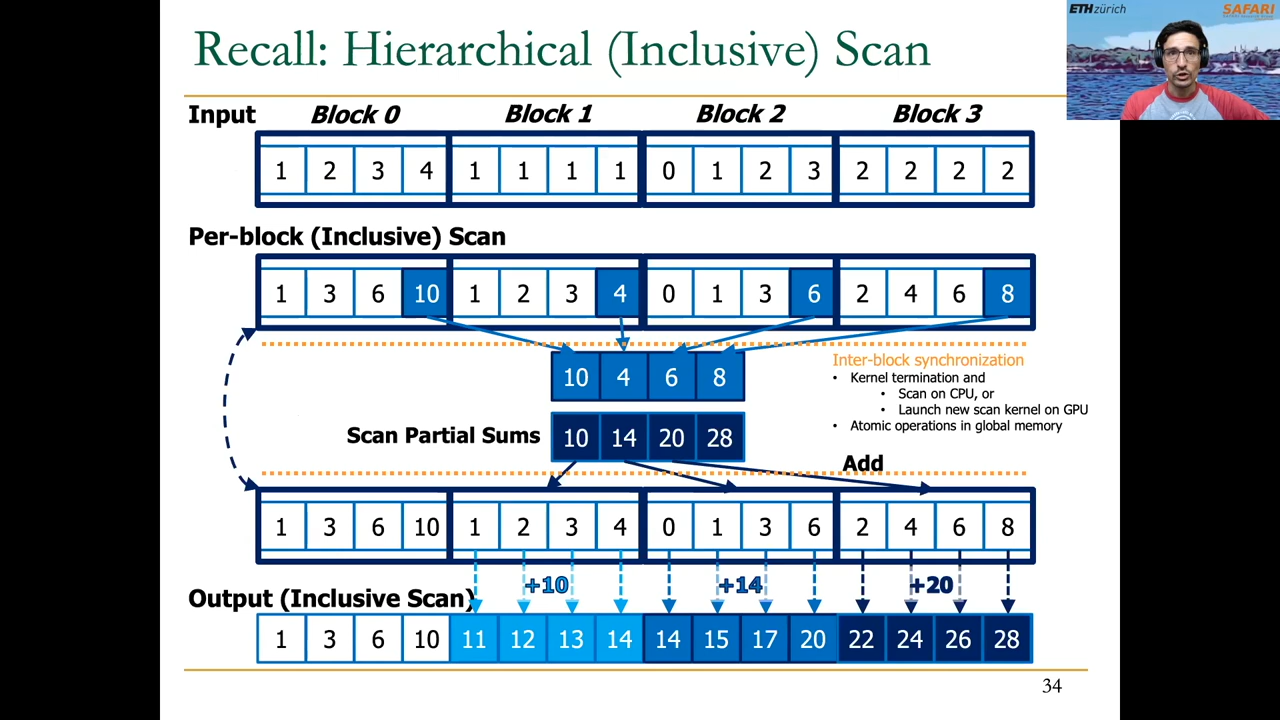 Recall: Hierarchical (Inclusive) Scan
ETH zürich
SAFARI
Input Block 0 Block 1 Block 2 Block 3
1 2 3 4 1 1 1 1 0 1 2 3 2 2 2 2
Per-block (Inclusive) Scan
1 3 6 10 1 2 3 4 0 1 3 6 2 4 6 8
10 4 6 8
Inter-block synchronization
• Kernel termination and
• Scan on CPU, or
• Launch new scan kernel on GPU
• Atomic operations in global memory
Scan Partial Sums 10 14 20 28
Add
1 3 6 10 1 2 3 4 0 1 3 6 2 4 6 8
+10 +14 +20
Output (Inclusive Scan)
1 3 6 10 11 12 13 14 14 15 17 20 22 24 26 28
34